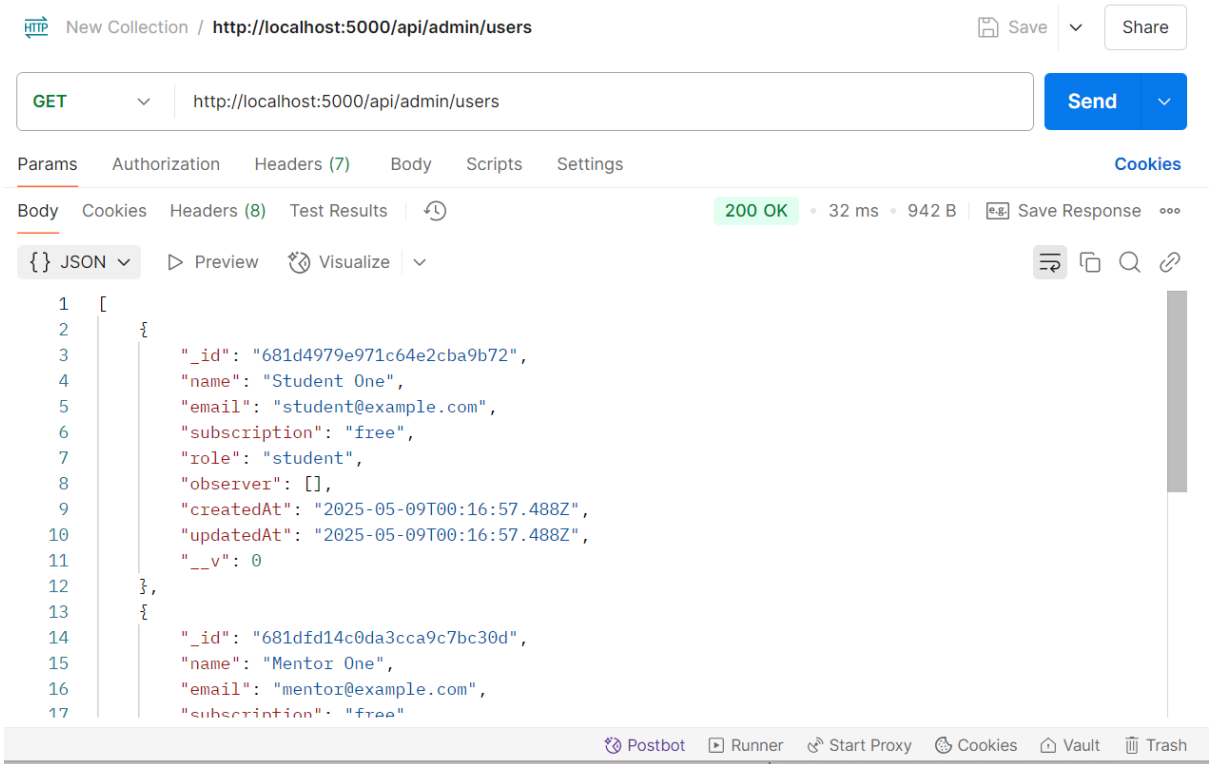 HTTP New Collection / http://localhost:5000/api/admin/users Save Share
GET http://localhost:5000/api/admin/users Send
Params Authorization Headers (7) Body Scripts Settings Cookies
Body Cookies Headers (8) Test Results 200 OK • 32 ms • 942 B e.g. Save Response
{} JSON Preview Visualize
1 [
2 {
3 "_id": "681d4979e971c64e2cba9b72",
4 "name": "Student One",
5 "email": "student@example.com",
6 "subscription": "free",
7 "role": "student",
8 "observer": [],
9 "createdAt": "2025-05-09T00:16:57.488Z",
10 "updatedAt": "2025-05-09T00:16:57.488Z",
11 "__v": 0
12 },
13 {
14 "_id": "681dfd14c0da3cca9c7bc30d",
15 "name": "Mentor One",
16 "email": "mentor@example.com",
17 "subscription": "free"
Postbot Runner Start Proxy Cookies Vault Trash